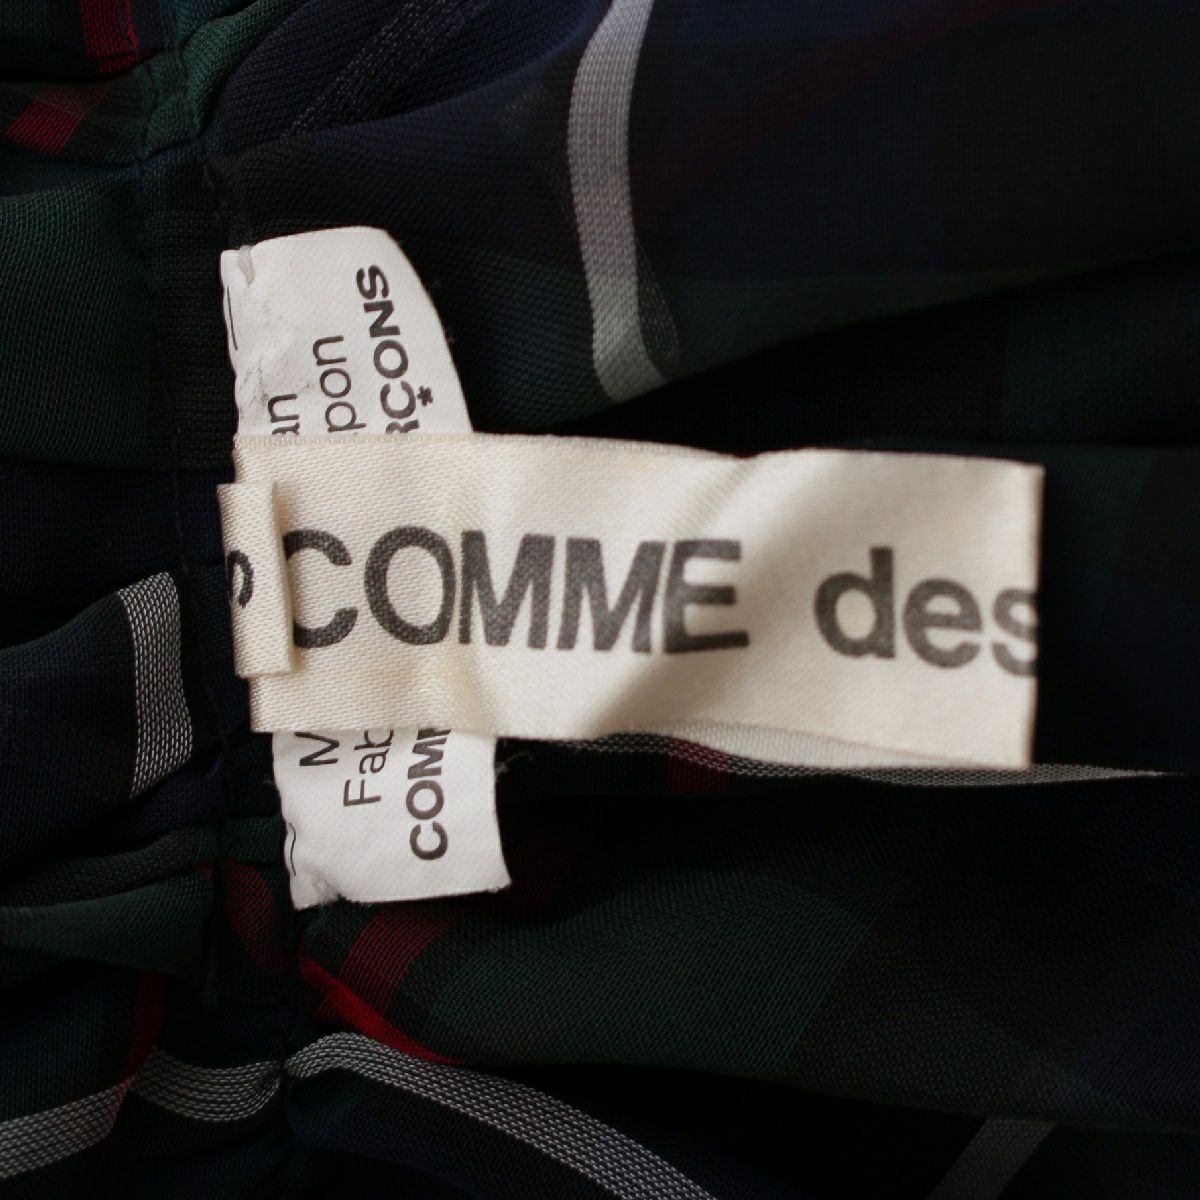 COMME des
S
M an
Fab pon
COMM RÇONS*